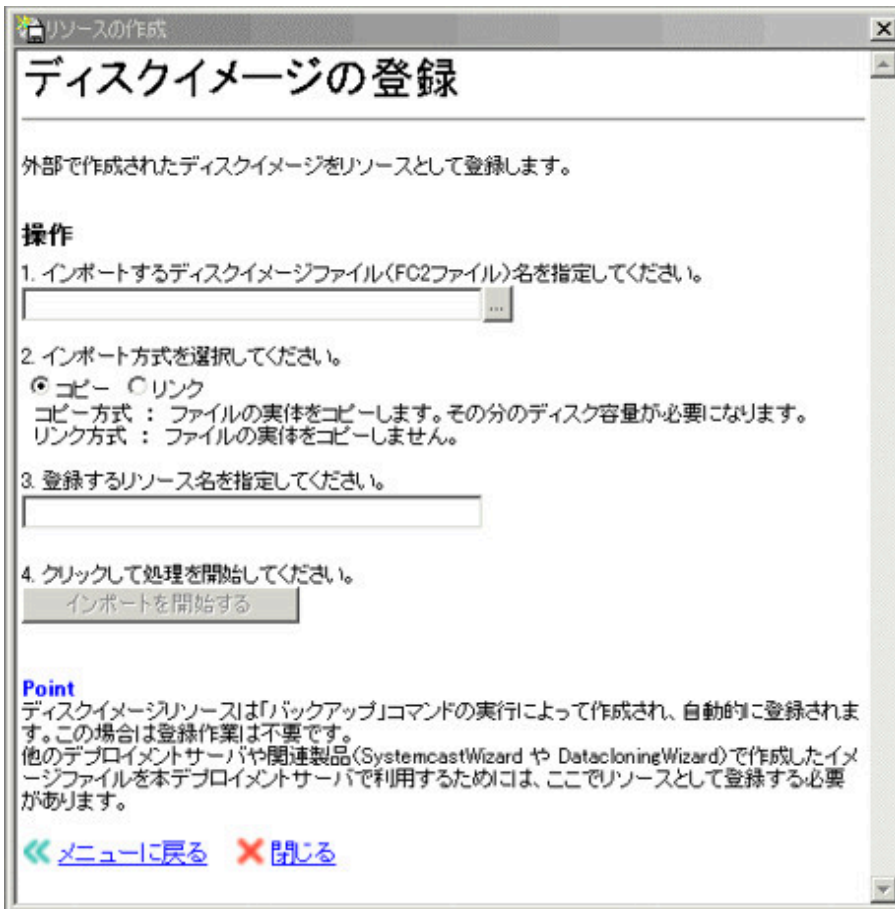 リソースの作成
ディスクイメージの登録
外部で作成されたディスクイメージをリソースとして登録します。
操作
1. インポートするディスクイメージファイル(FC2ファイル)名を指定してください。
...
2. インポート方式を選択してください。
コピー リンク
コピー方式 : ファイルの実体をコピーします。その分のディスク容量が必要になります。
リンク方式 : ファイルの実体をコピーしません。
3. 登録するリソース名を指定してください。
4. クリックして処理を開始してください。
インポートを開始する
Point
ディスクイメージリソースは「バックアップ」コマンドの実行によって作成され、自動的に登録されま
す。この場合は登録作業は不要です。
他のデプロイメントサーバや関連製品(SystemcastWizard や DatacloningWizard)で作成したイメ
ージファイルを本デプロイメントサーバで利用するためには、ここでリソースとして登録する必要
があります。
メニューに戻る 閉じる